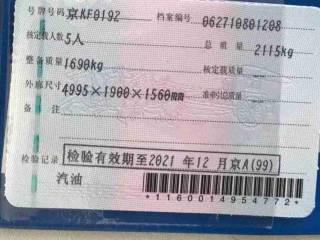 号牌号码 京KF0192 档案编号 062710801208
核定载人数 5人 总质量 2115kg
整备质量 1690kg 核定载质量
外廓尺寸 4995×1900×1560mm 准牵引总质量
备注
检验记录 检验有效期至2021 年 12 月京A(99)
汽油
*1160014954772*